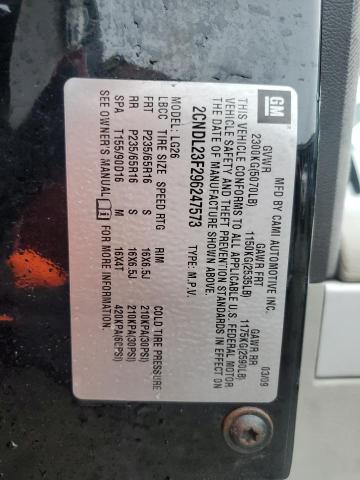 GM
MFD BY CAMI AUTOMOTIVE INC. 03/09
GVWR GAWR FRT GAWR RR
2300KG(5070LB) 1150KG(2535LB) 1175KG(2590LB)
THIS VEHICLE CONFORMS TO ALL APPLICABLE U.S. FEDERAL MOTOR
VEHICLE SAFETY AND THEFT PREVENTION STANDARDS IN EFFECT ON
THE DATE OF MANUFACTURE SHOWN ABOVE.
2CNDL23F296247573 TYPE: M.P.V.
MODEL: LG26
LBCC TIRE SIZE SPEED RTG RIM COLD TIRE PRESSURE
FRT P235/65R16 S 16X6.5J 210KPA(30PSI)
RR P235/65R16 S 16X6.5J 210KPA(30PSI)
SPA T155/90D16 M 16X4T 420KPA(60PSI)
SEE OWNER'S MANUAL FOR MORE INFORMATION